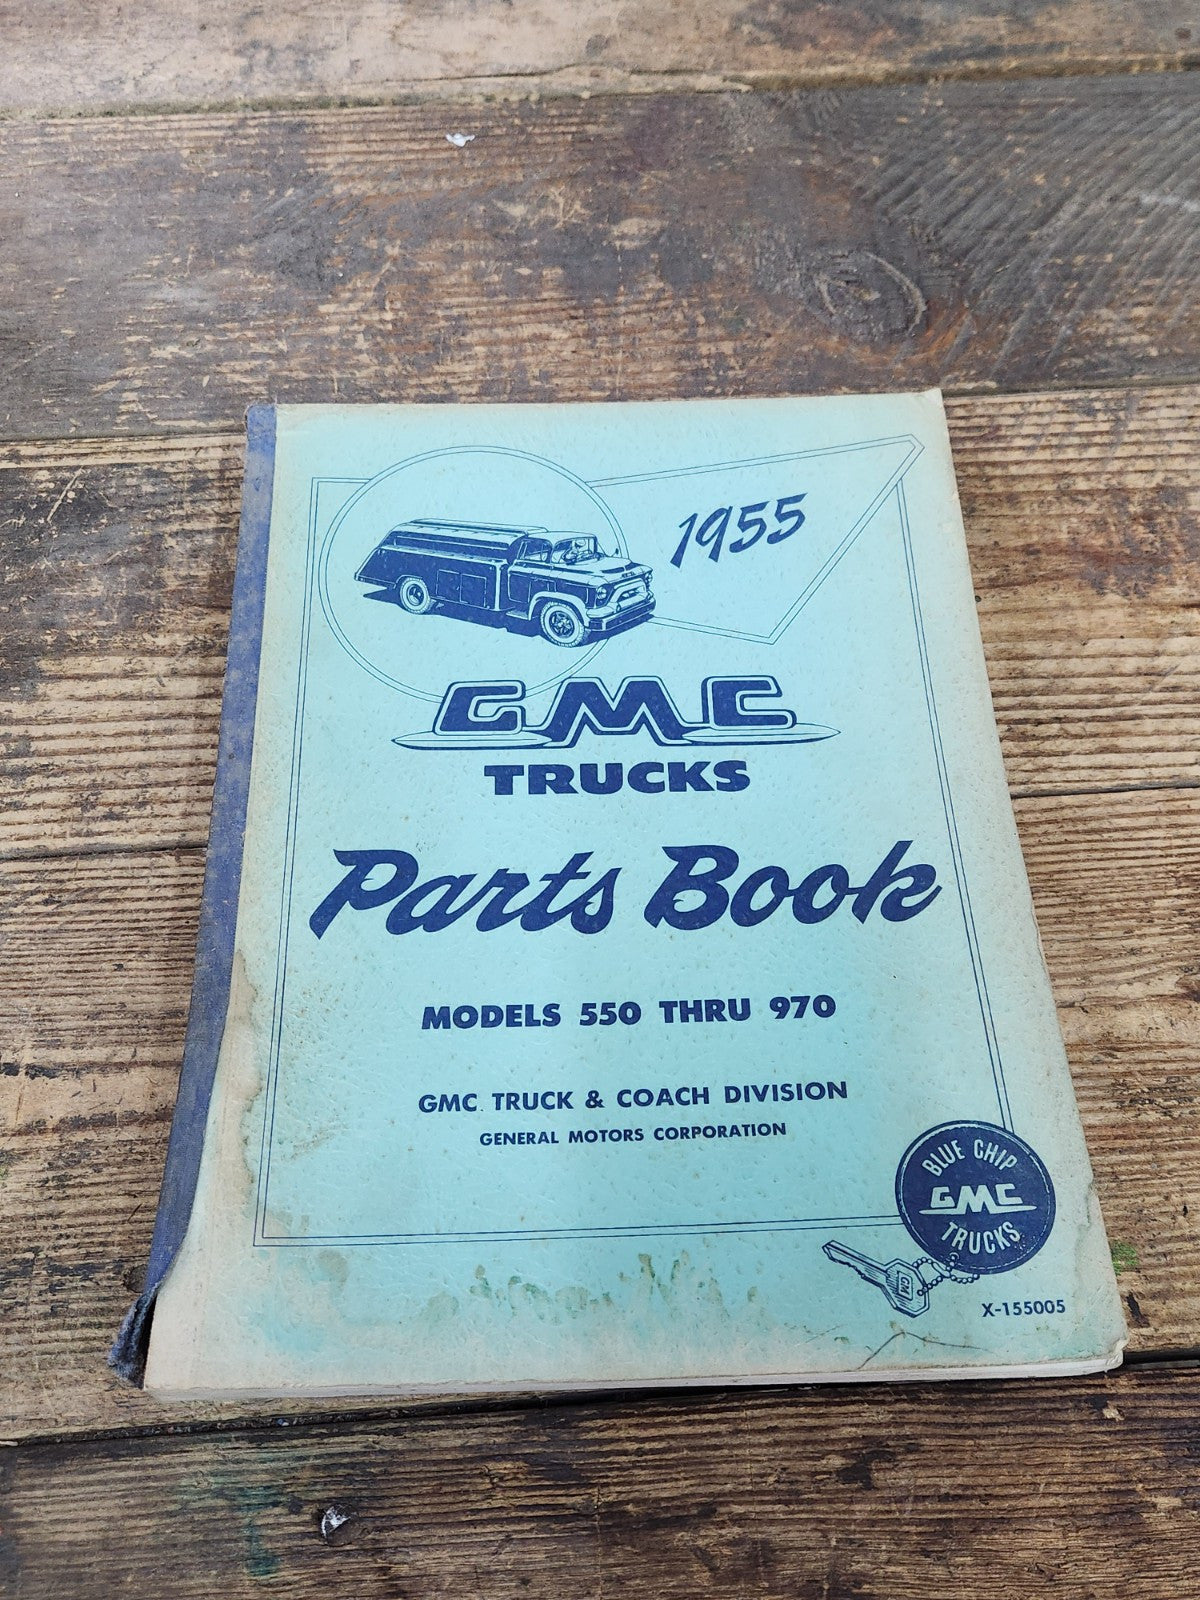 1955
GMC
TRUCKS
Parts Book
MODELS 550 THRU 970
GMC TRUCK & COACH DIVISION
GENERAL MOTORS CORPORATION
BLUE CHIP
GMC
TRUCKS
GM
X-155005